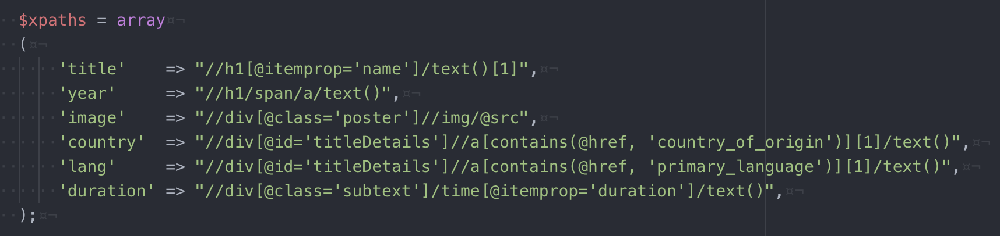 $xpaths = array
(
    'title'    => "//h1[@itemprop='name']/text()[1]",
    'year'     => "//h1/span/a/text()",
    'image'    => "//div[@class='poster']//img/@src",
    'country'  => "//div[@id='titleDetails']//a[contains(@href, 'country_of_origin')][1]/text()",
    'lang'     => "//div[@id='titleDetails']//a[contains(@href, 'primary_language')][1]/text()",
    'duration' => "//div[@class='subtext']/time[@itemprop='duration']/text()",
);